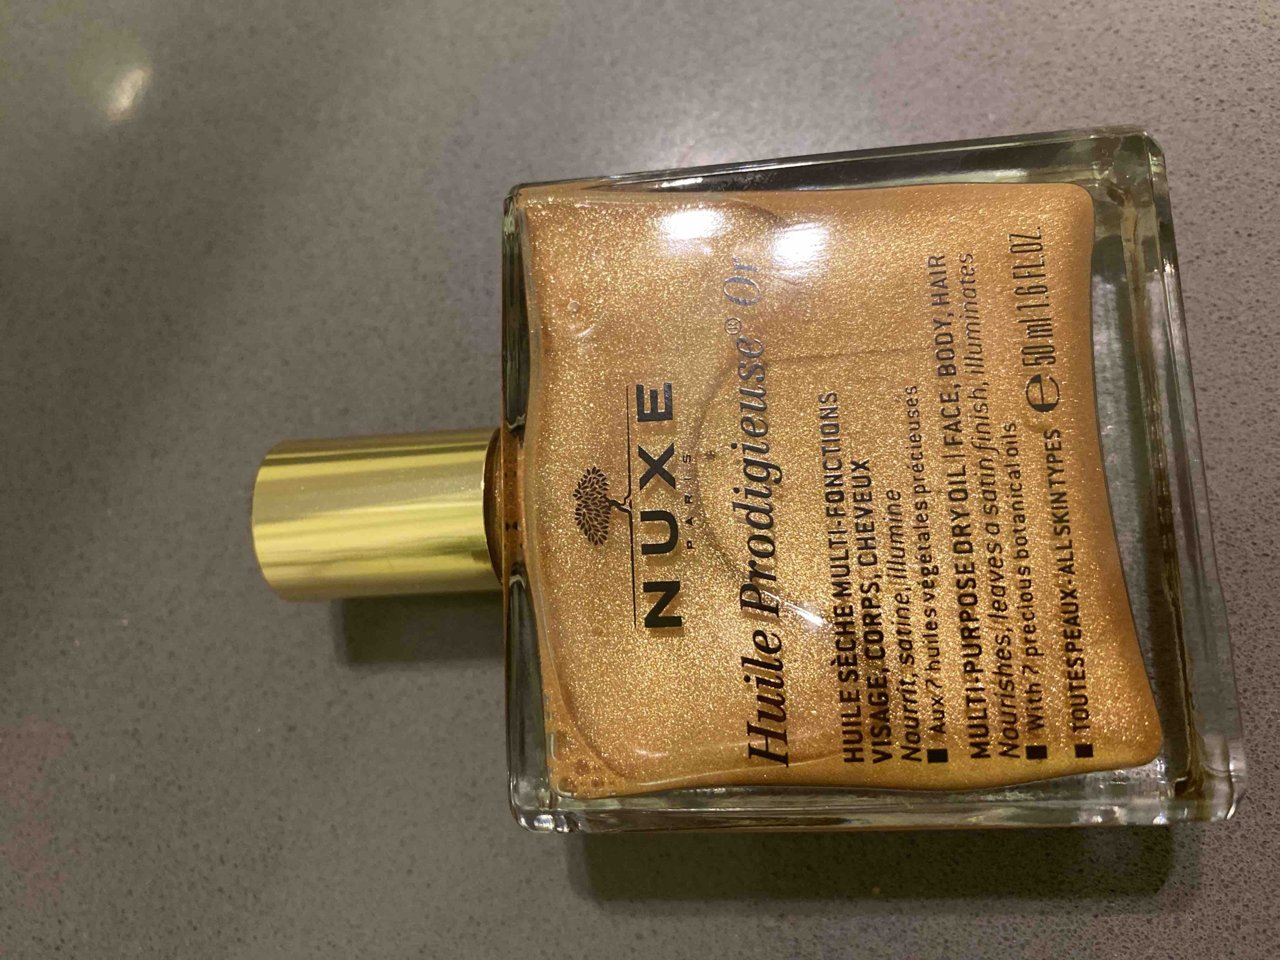 NUXE
PARIS
Huile Prodigieuse® Or
HUILE SÈCHE MULTI-FONCTIONS
VISAGE, CORPS, CHEVEUX
Nourrit, satine, illumine
■ Aux 7 huiles végétales précieuses
MULTI-PURPOSE DRY OIL | FACE, BODY, HAIR
Nourishes, leaves a satin finish, illuminates
■ With 7 precious botanical oils
■ TOUTES PEAUX - ALL SKIN TYPES ℮ 50 ml 1.6 FL.OZ.